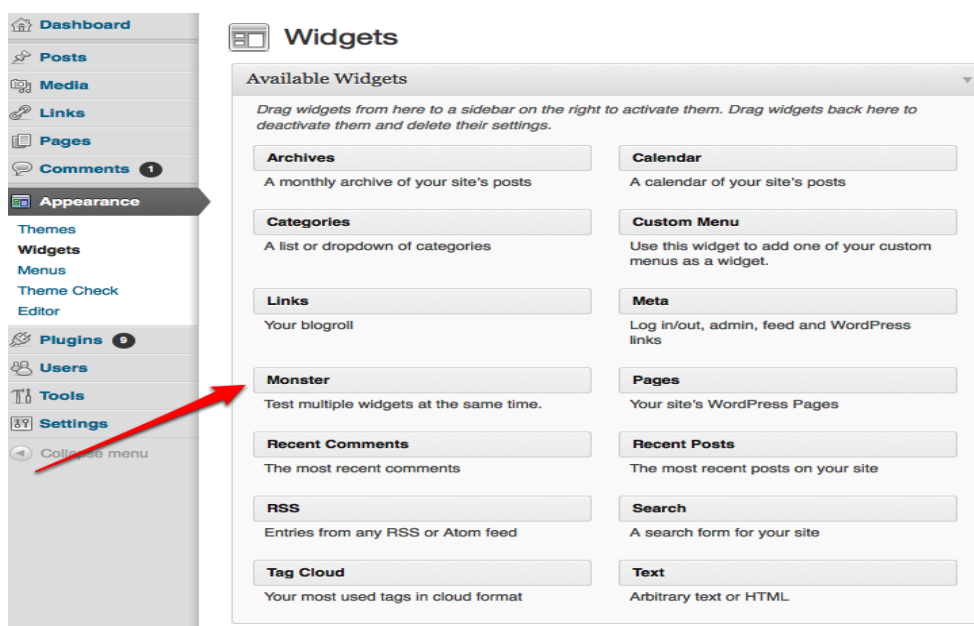 Dashboard
Posts
Media
Links
Pages
Comments 1
Appearance
Themes
Widgets
Menus
Theme Check
Editor
Plugins 9
Users
Tools
Settings
Collapse menu
Widgets
Available Widgets
Drag widgets from here to a sidebar on the right to activate them. Drag widgets back here to
deactivate them and delete their settings.
Archives
A monthly archive of your site's posts
Calendar
A calendar of your site's posts
Categories
A list or dropdown of categories
Custom Menu
Use this widget to add one of your custom
menus as a widget.
Links
Your blogroll
Meta
Log in/out, admin, feed and WordPress
links
Monster
Test multiple widgets at the same time.
Pages
Your site's WordPress Pages
Recent Comments
The most recent comments
Recent Posts
The most recent posts on your site
RSS
Entries from any RSS or Atom feed
Search
A search form for your site
Tag Cloud
Your most used tags in cloud format
Text
Arbitrary text or HTML